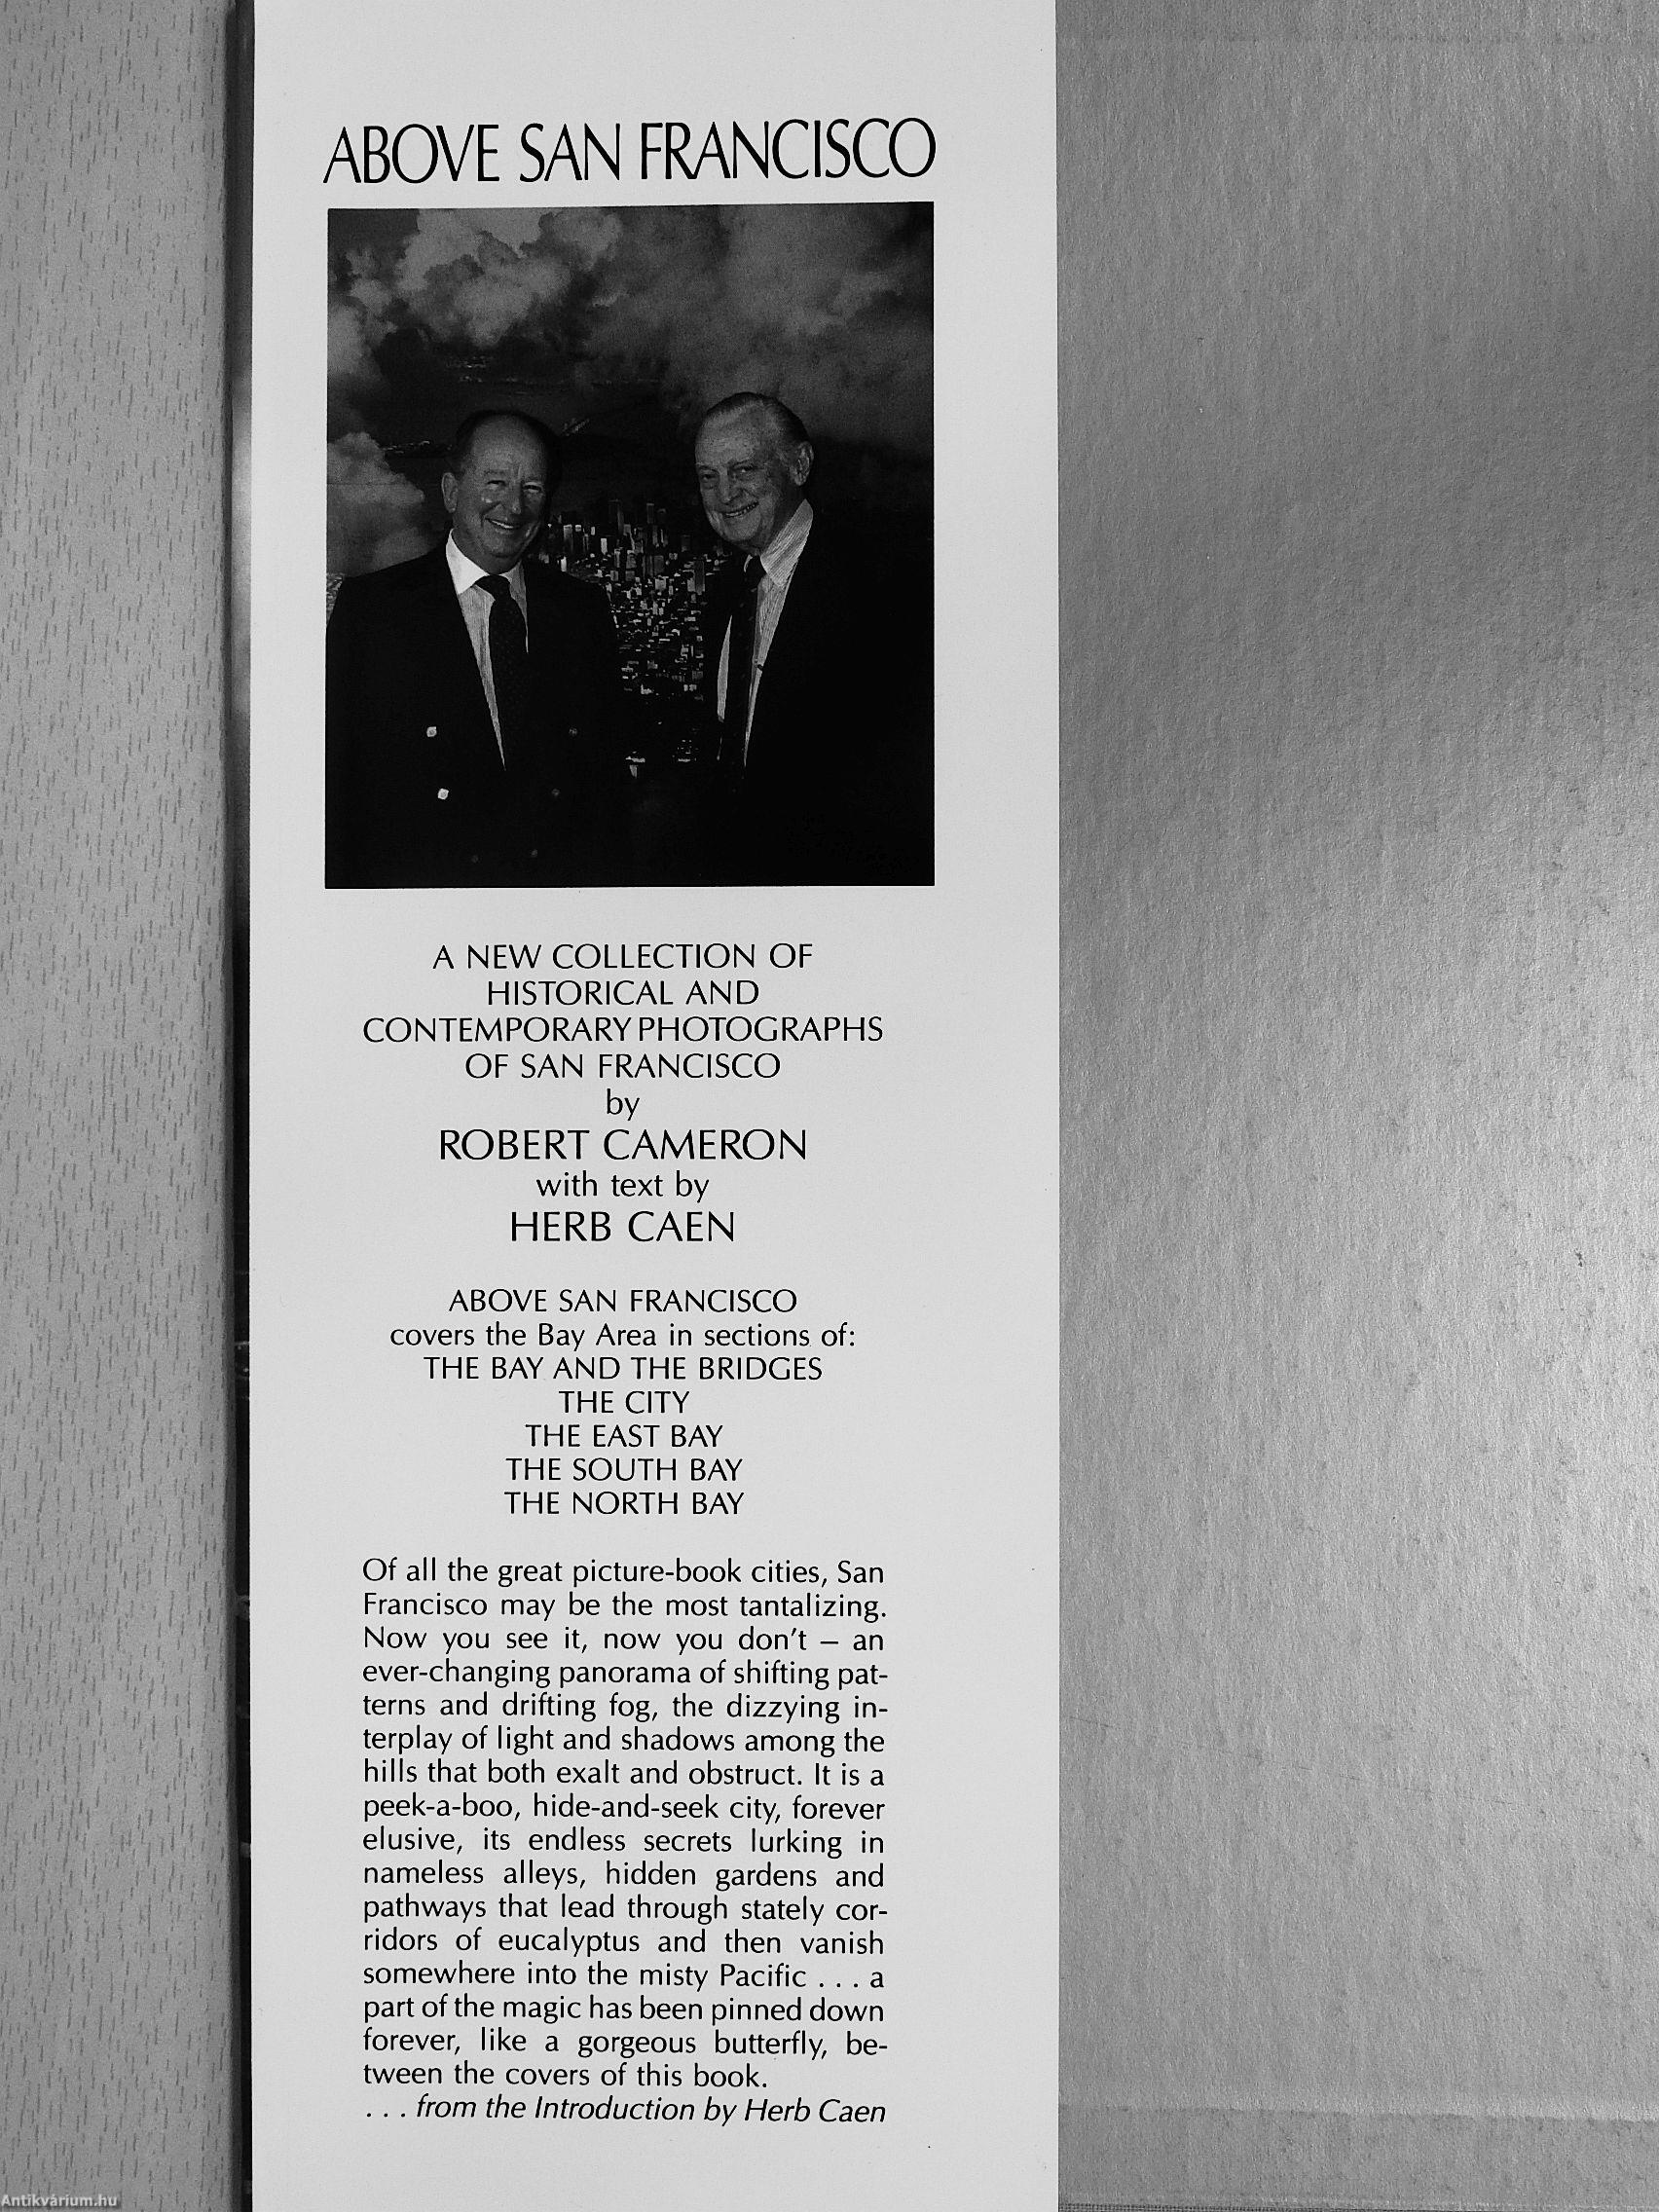 ABOVE SAN FRANCISCO
A NEW COLLECTION OF
HISTORICAL AND
CONTEMPORARY PHOTOGRAPHS
OF SAN FRANCISCO
by
ROBERT CAMERON
with text by
HERB CAEN
ABOVE SAN FRANCISCO
covers the Bay Area in sections of:
THE BAY AND THE BRIDGES
THE CITY
THE EAST BAY
THE SOUTH BAY
THE NORTH BAY
Of all the great picture-book cities, San
Francisco may be the most tantalizing.
Now you see it, now you don't – an
ever-changing panorama of shifting pat-
terns and drifting fog, the dizzying in-
terplay of light and shadows among the
hills that both exalt and obstruct. It is a
peek-a-boo, hide-and-seek city, forever
elusive, its endless secrets lurking in
nameless alleys, hidden gardens and
pathways that lead through stately cor-
ridors of eucalyptus and then vanish
somewhere into the misty Pacific . . . a
part of the magic has been pinned down
forever, like a gorgeous butterfly, be-
tween the covers of this book.
. . . from the Introduction by Herb Caen
Antikvárium.hu